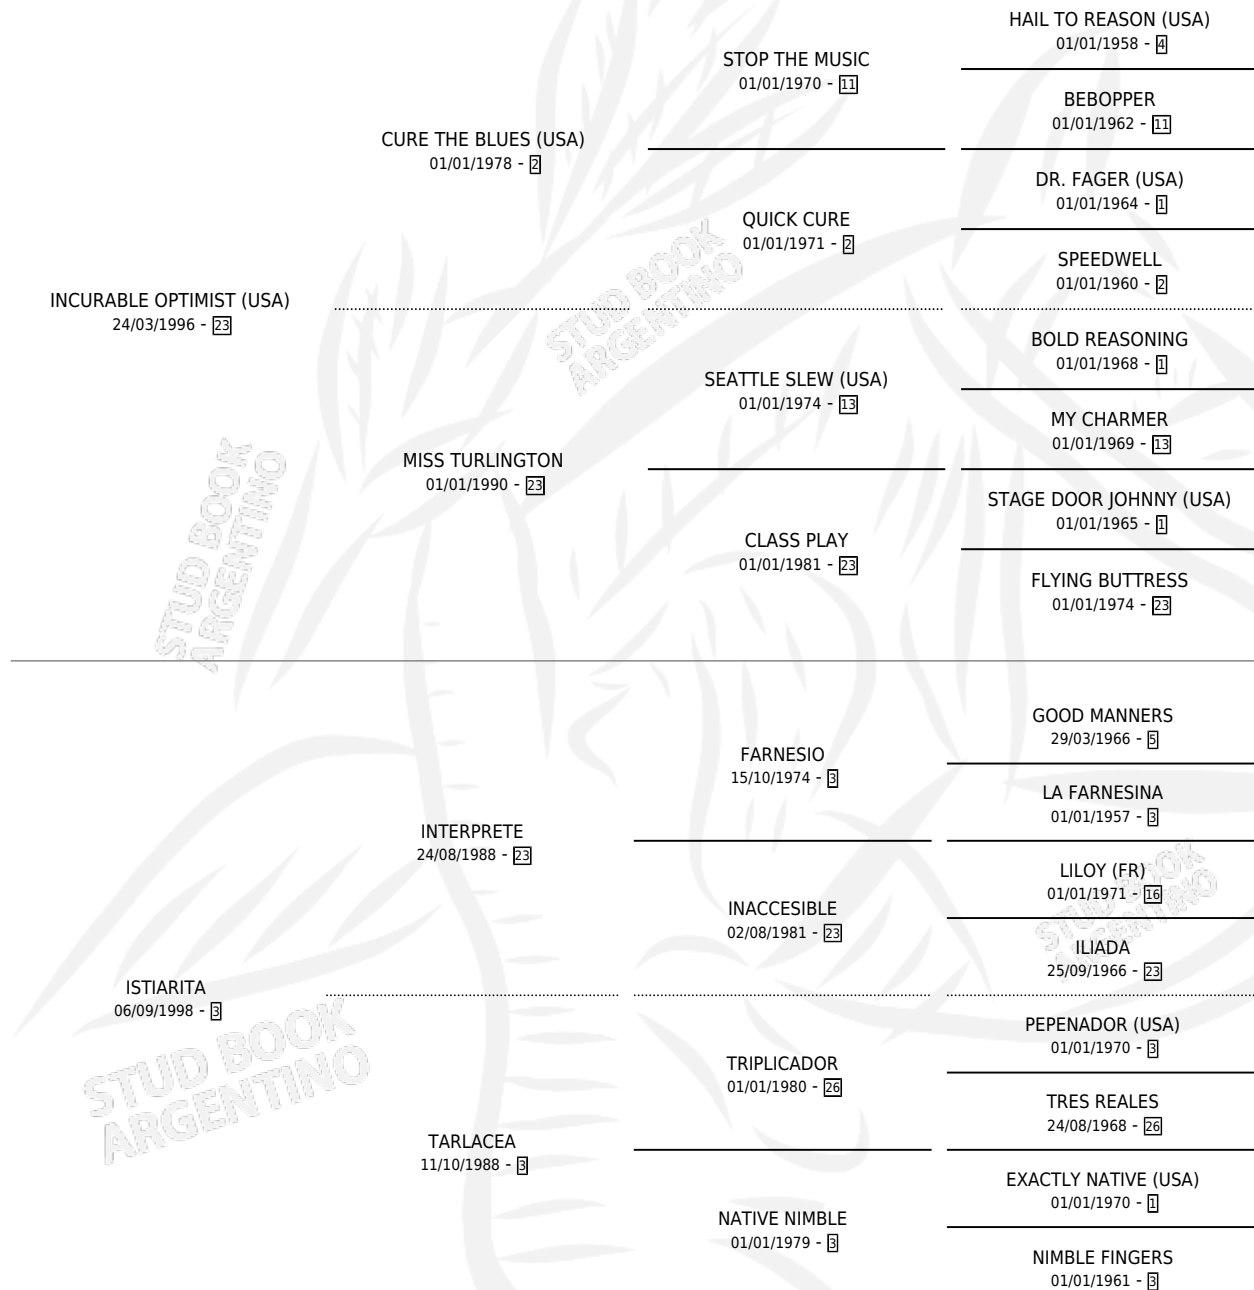 HAIL TO REASON (USA)
01/01/1958 - 4
STOP THE MUSIC
01/01/1970 - 11
BEBOPPER
01/01/1962 - 11
CURE THE BLUES (USA)
01/01/1978 - 2
DR. FAGER (USA)
01/01/1964 - 1
QUICK CURE
01/01/1971 - 2
SPEEDWELL
01/01/1960 - 2
INCURABLE OPTIMIST (USA)
24/03/1996 - 23
BOLD REASONING
01/01/1968 - 1
SEATTLE SLEW (USA)
01/01/1974 - 13
MY CHARMER
01/01/1969 - 13
MISS TURLINGTON
01/01/1990 - 23
STAGE DOOR JOHNNY (USA)
01/01/1965 - 1
CLASS PLAY
01/01/1981 - 23
FLYING BUTTRESS
01/01/1974 - 23
GOOD MANNERS
29/03/1966 - 5
FARNESIO
15/10/1974 - 3
LA FARNESINA
01/01/1957 - 3
INTERPRETE
24/08/1988 - 23
LILOY (FR)
01/01/1971 - 16
INACCESIBLE
02/08/1981 - 23
ILIADA
25/09/1966 - 23
ISTIARITA
06/09/1998 - 3
PEPENADOR (USA)
01/01/1970 - 3
TRIPLICADOR
01/01/1980 - 26
TRES REALES
24/08/1968 - 26
TARLACEA
11/10/1988 - 3
EXACTLY NATIVE (USA)
01/01/1970 - 1
NATIVE NIMBLE
01/01/1979 - 3
NIMBLE FINGERS
01/01/1961 - 3
STUD BOOK
ARGENTINO
STUD BOOK
ARGENTINO
STUD BOOK
ARGENTINO
STUD BOOK
ARGENTINO